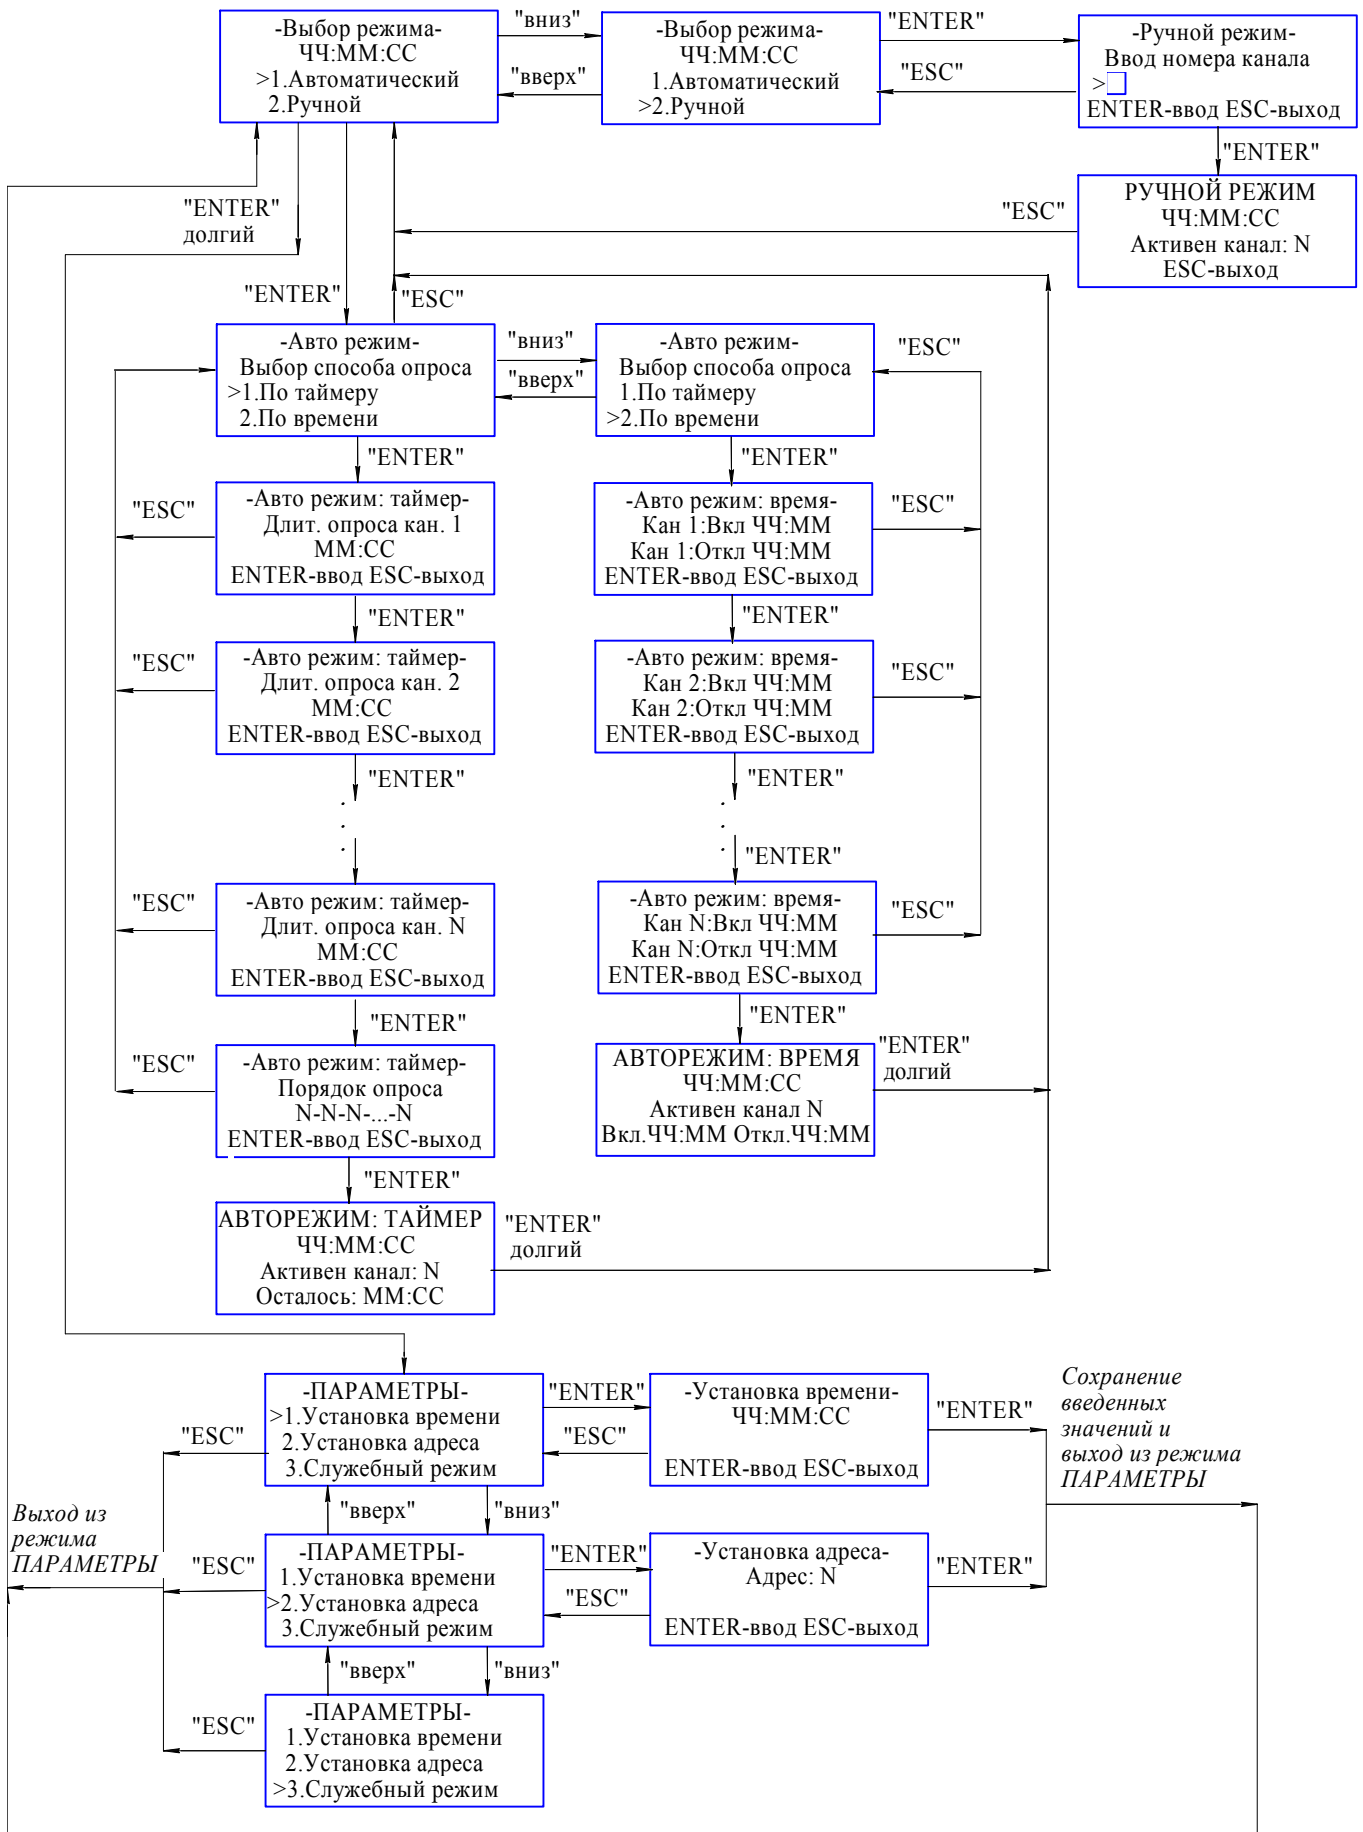 -Выбор режима-
ЧЧ:ММ:СС
>1.Автоматический
2.Ручной
"вниз"
"вверх"
-Выбор режима-
ЧЧ:ММ:СС
1.Автоматический
>2.Ручной
"ENTER"
"ESC"
-Ручной режим-
Ввод номера канала
>
ENTER-ввод ESC-выход
"ENTER"
РУЧНОЙ РЕЖИМ
ЧЧ:ММ:СС
Активен канал: N
ESC-выход
"ESC"
"ENTER"
долгий
"ENTER"
"ESC"
-Авто режим-
Выбор способа опроса
>1.По таймеру
2.По времени
"вниз"
"вверх"
-Авто режим-
Выбор способа опроса
1.По таймеру
>2.По времени
"ESC"
"ENTER"
"ENTER"
"ESC"
-Авто режим: таймер-
Длит. опроса кан. 1
ММ:СС
ENTER-ввод ESC-выход
-Авто режим: время-
Кан 1:Вкл ЧЧ:ММ
Кан 1:Откл ЧЧ:ММ
ENTER-ввод ESC-выход
"ESC"
"ENTER"
"ENTER"
"ESC"
-Авто режим: таймер-
Длит. опроса кан. 2
ММ:СС
ENTER-ввод ESC-выход
-Авто режим: время-
Кан 2:Вкл ЧЧ:ММ
Кан 2:Откл ЧЧ:ММ
ENTER-ввод ESC-выход
"ESC"
"ENTER"
"ENTER"
.
.
.
.
.
.
"ENTER"
"ESC"
-Авто режим: таймер-
Длит. опроса кан. N
ММ:СС
ENTER-ввод ESC-выход
-Авто режим: время-
Кан N:Вкл ЧЧ:ММ
Кан N:Откл ЧЧ:ММ
ENTER-ввод ESC-выход
"ESC"
"ENTER"
"ENTER"
"ESC"
-Авто режим: таймер-
Порядок опроса
N-N-N-...-N
ENTER-ввод ESC-выход
АВТОРЕЖИМ: ВРЕМЯ
ЧЧ:ММ:СС
Активен канал N
Вкл.ЧЧ:ММ Откл.ЧЧ:ММ
"ENTER"
долгий
"ENTER"
АВТОРЕЖИМ: ТАЙМЕР
ЧЧ:ММ:СС
Активен канал: N
Осталось: ММ:СС
"ENTER"
долгий
-ПАРАМЕТРЫ-
>1.Установка времени
2.Установка адреса
3.Служебный режим
"ESC"
"ENTER"
"ESC"
-Установка времени-
ЧЧ:ММ:СС
ENTER-ввод ESC-выход
"ENTER"
Сохранение
введенных
значений и
выход из режима
ПАРАМЕТРЫ
"вверх"
"вниз"
Выход из
режима
ПАРАМЕТРЫ
"ESC"
-ПАРАМЕТРЫ-
1.Установка времени
>2.Установка адреса
3.Служебный режим
"ENTER"
"ESC"
-Установка адреса-
Адрес: N
ENTER-ввод ESC-выход
"ENTER"
"вверх"
"вниз"
"ESC"
-ПАРАМЕТРЫ-
1.Установка времени
2.Установка адреса
>3.Служебный режим